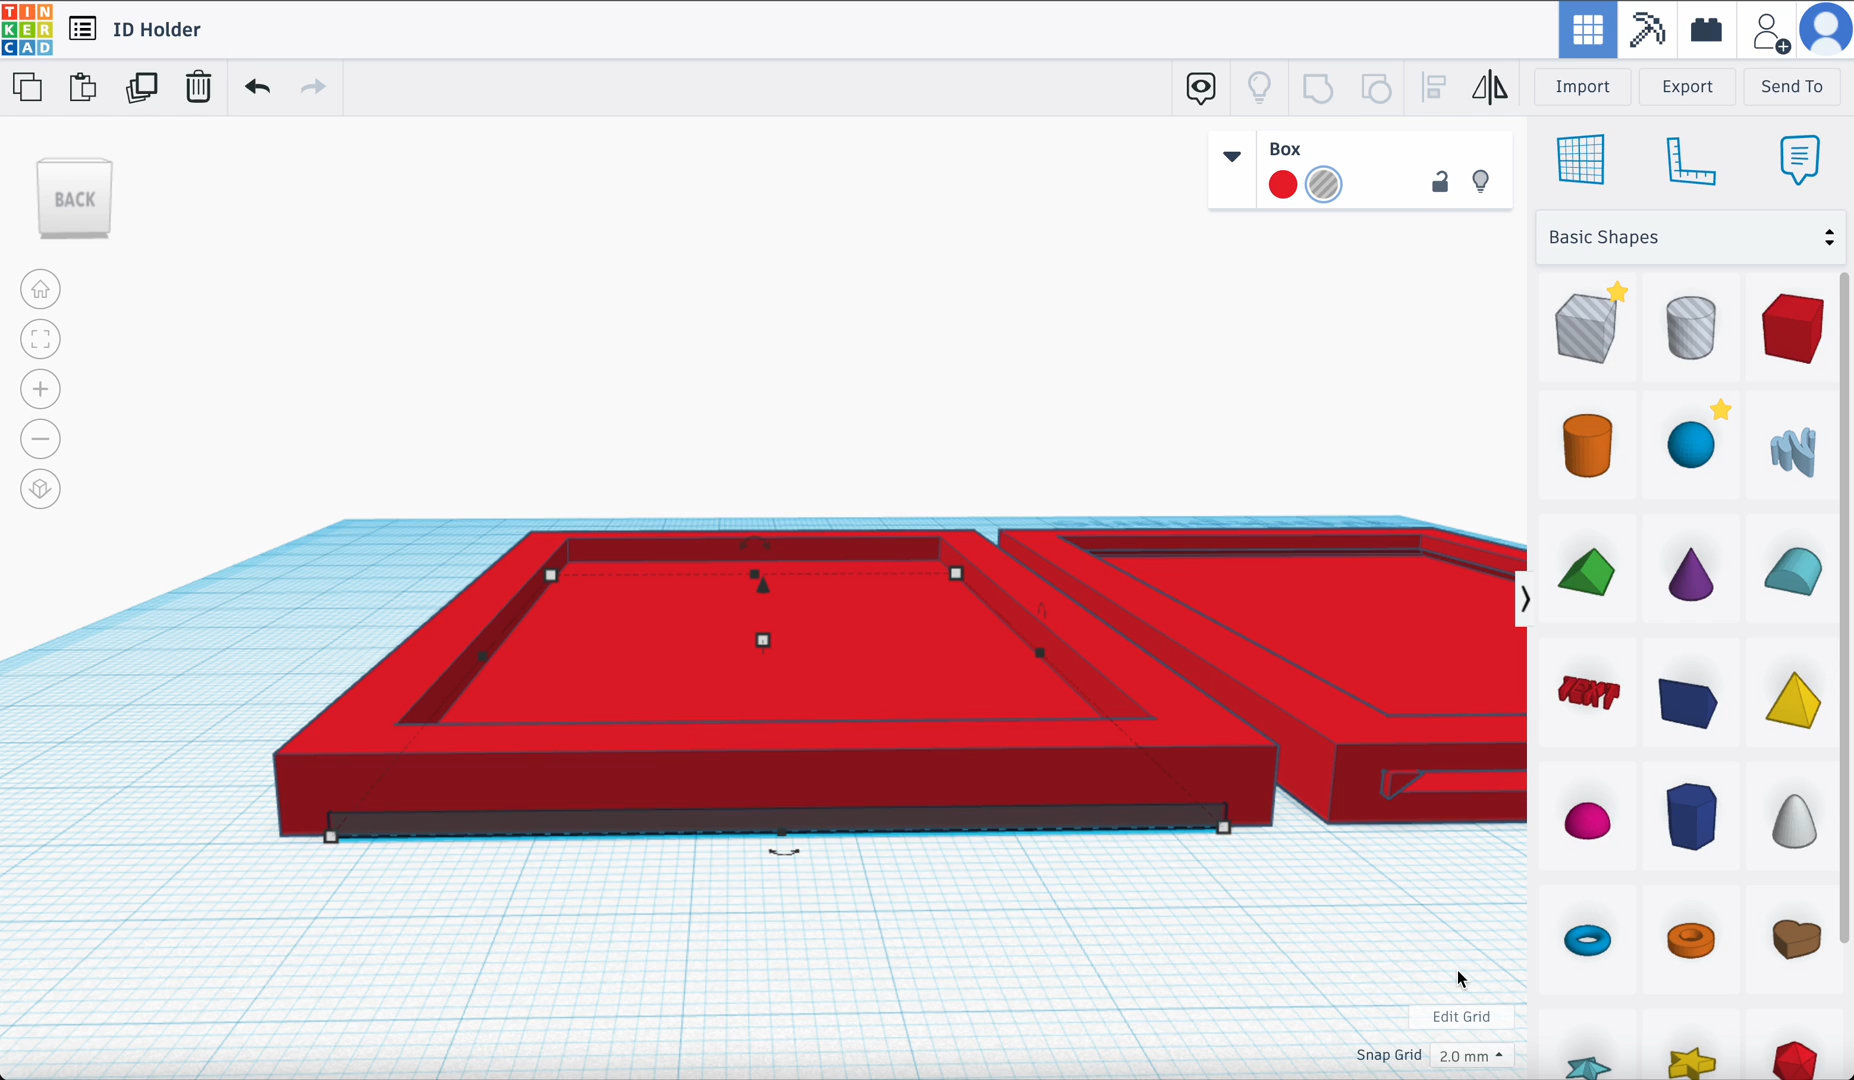 TIN
KER
CAD
ID Holder
Import
Export
Send To
BACK
Box
Basic Shapes
TEXT
Edit Grid
Snap Grid
2.0 mm